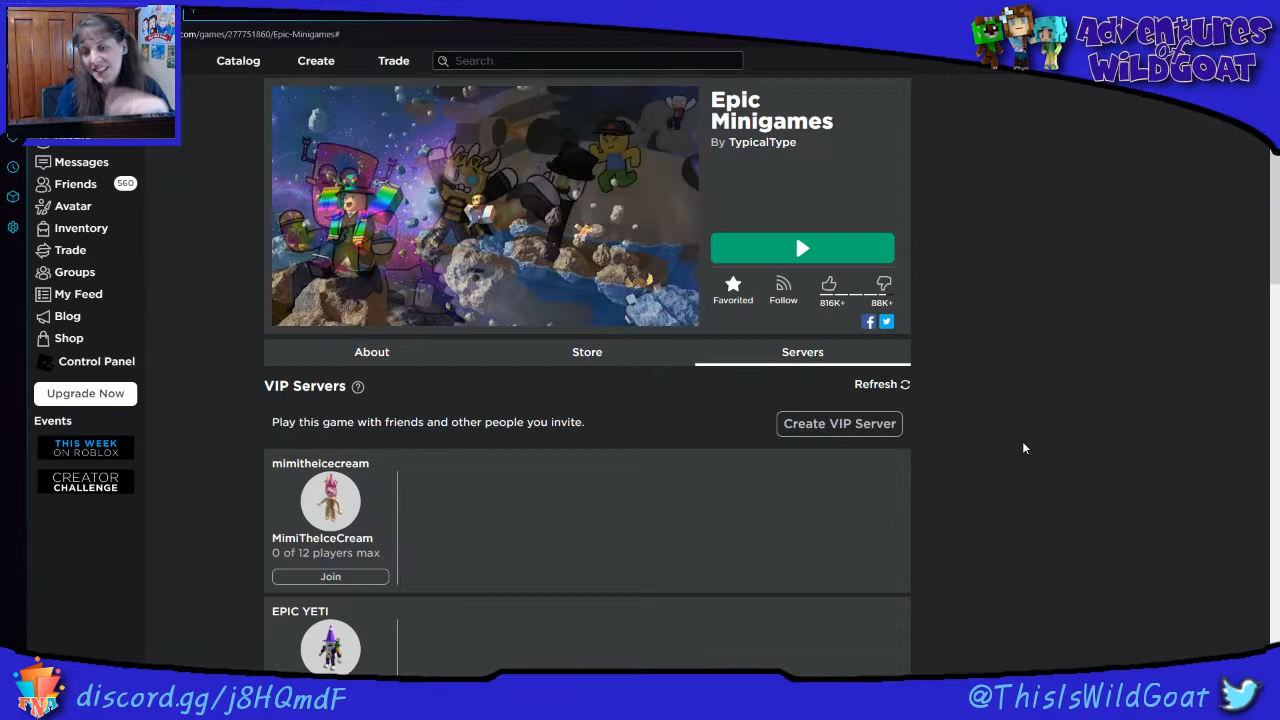 com/games/277751860/Epic-Minigames#
Adventures
of
WildGoat
Catalog
Create
Trade
Search
Messages
Friends
560
Avatar
Inventory
Trade
Groups
My Feed
Blog
Shop
Control Panel
Upgrade Now
Events
THIS WEEK
ON ROBLOX
CREATOR
CHALLENGE
Epic
Minigames
By TypicalType
Favorited
Follow
816K+
88K+
About
Store
Servers
VIP Servers
Refresh
Play this game with friends and other people you invite.
Create VIP Server
mimitheicecream
MimiTheIceCream
0 of 12 players max
Join
EPIC YETI
FNA
discord.gg/j8HQmdF
@ThisIsWildGoat